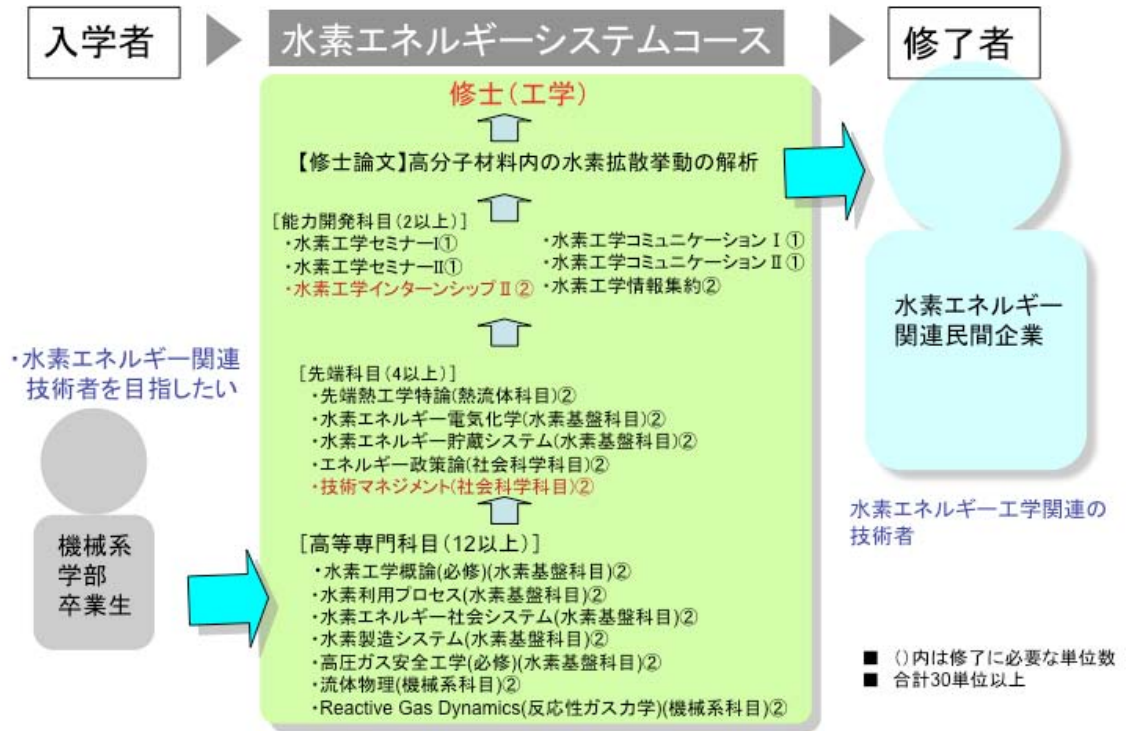 入学者
水素エネルギーシステムコース
修了者
修士(工学)
【修士論文】高分子材料内の水素拡散挙動の解析
[能力開発科目(2以上)]
・水素工学セミナーI①
・水素工学セミナーII①
・水素工学インターンシップⅡ②
・水素工学コミュニケーションⅠ①
・水素工学コミュニケーションⅡ①
・水素工学情報集約②
[先端科目(4以上)]
・先端熱工学特論(熱流体科目)②
・水素エネルギー電気化学(水素基盤科目)②
・水素エネルギー貯蔵システム(水素基盤科目)②
・エネルギー政策論(社会科学科目)②
・技術マネジメント(社会科学科目)②
[高等専門科目(12以上)]
・水素工学概論(必修)(水素基盤科目)②
・水素利用プロセス(水素基盤科目)②
・水素エネルギー社会システム(水素基盤科目)②
・水素製造システム(水素基盤科目)②
・高圧ガス安全工学(必修)(水素基盤科目)②
・流体物理(機械系科目)②
・Reactive Gas Dynamics(反応性ガス力学)(機械系科目)②
・水素エネルギー関連
技術者を目指したい
機械系
学部
卒業生
水素エネルギー
関連民間企業
水素エネルギー工学関連の
技術者
■ ()内は修了に必要な単位数
■ 合計30単位以上